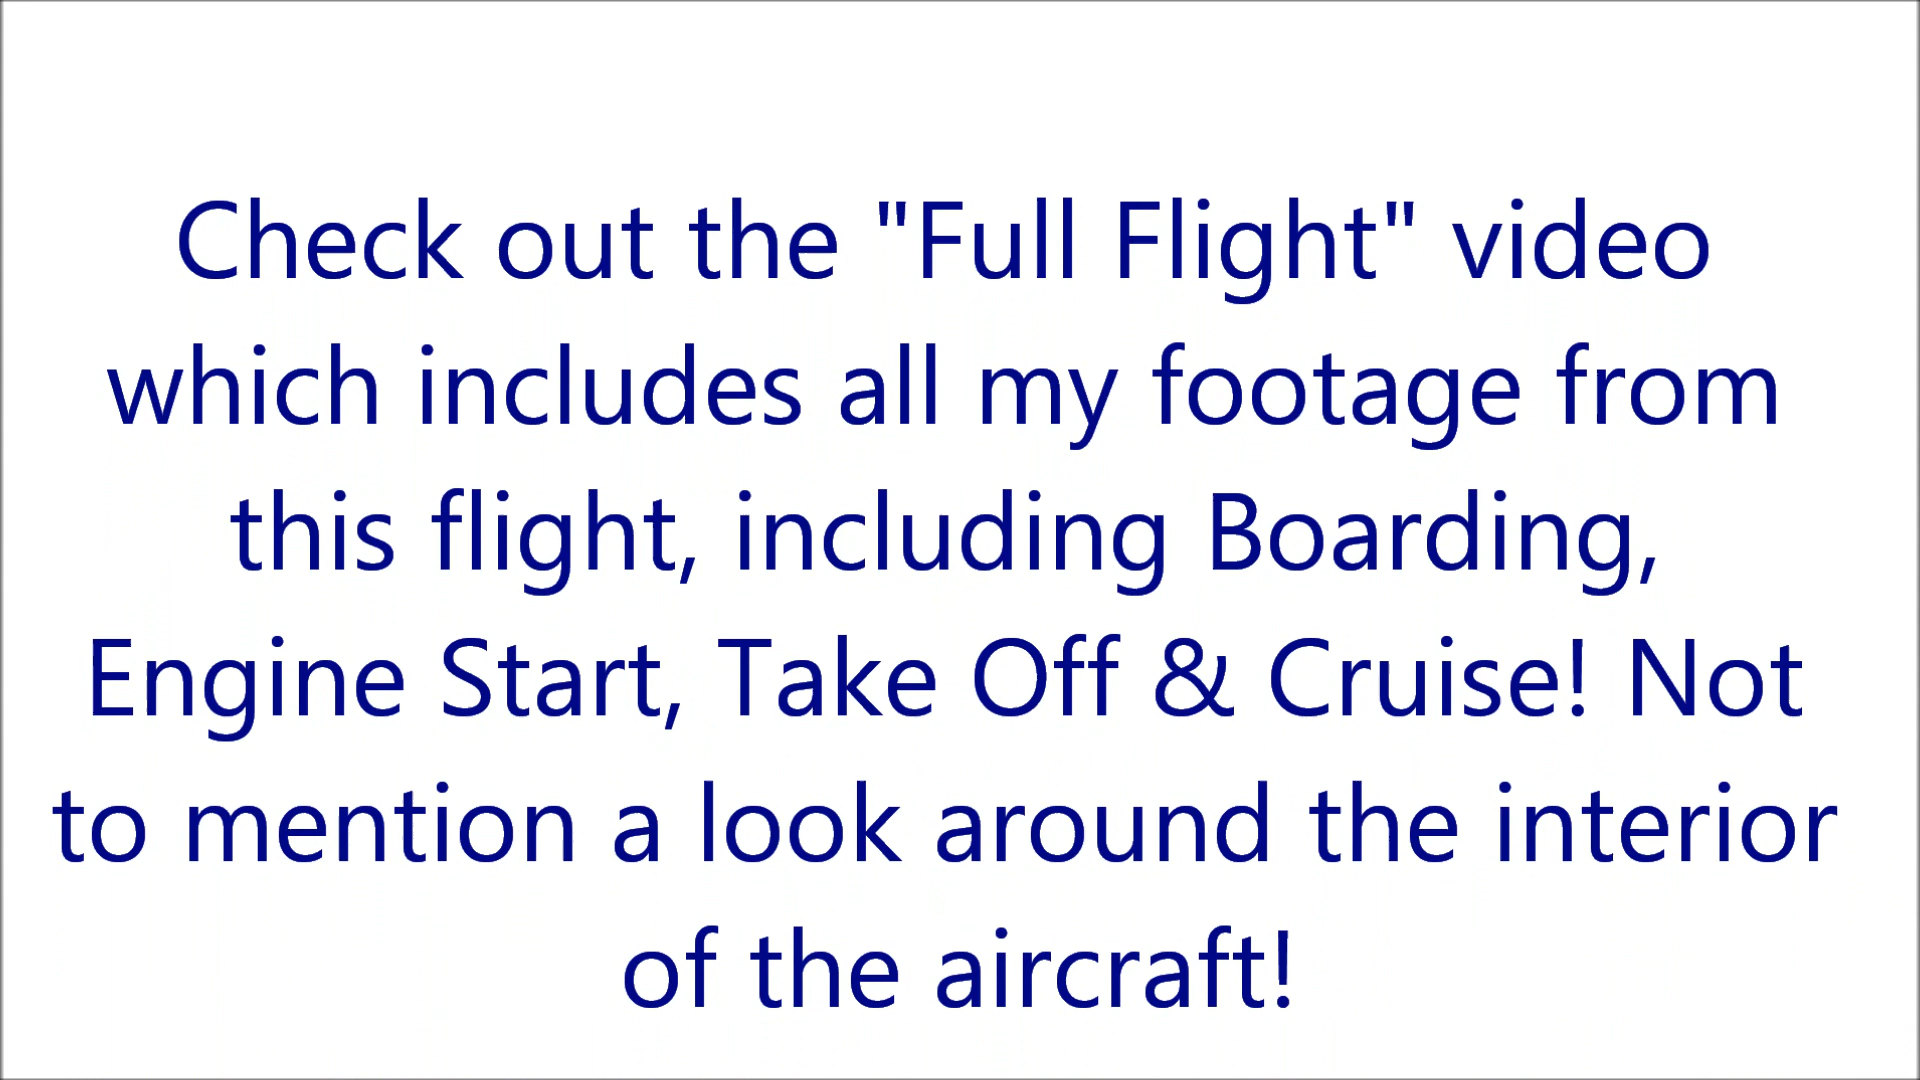 Check out the "Full Flight" video
which includes all my footage from
this flight, including Boarding,
Engine Start, Take Off & Cruise! Not
to mention a look around the interior
of the aircraft!